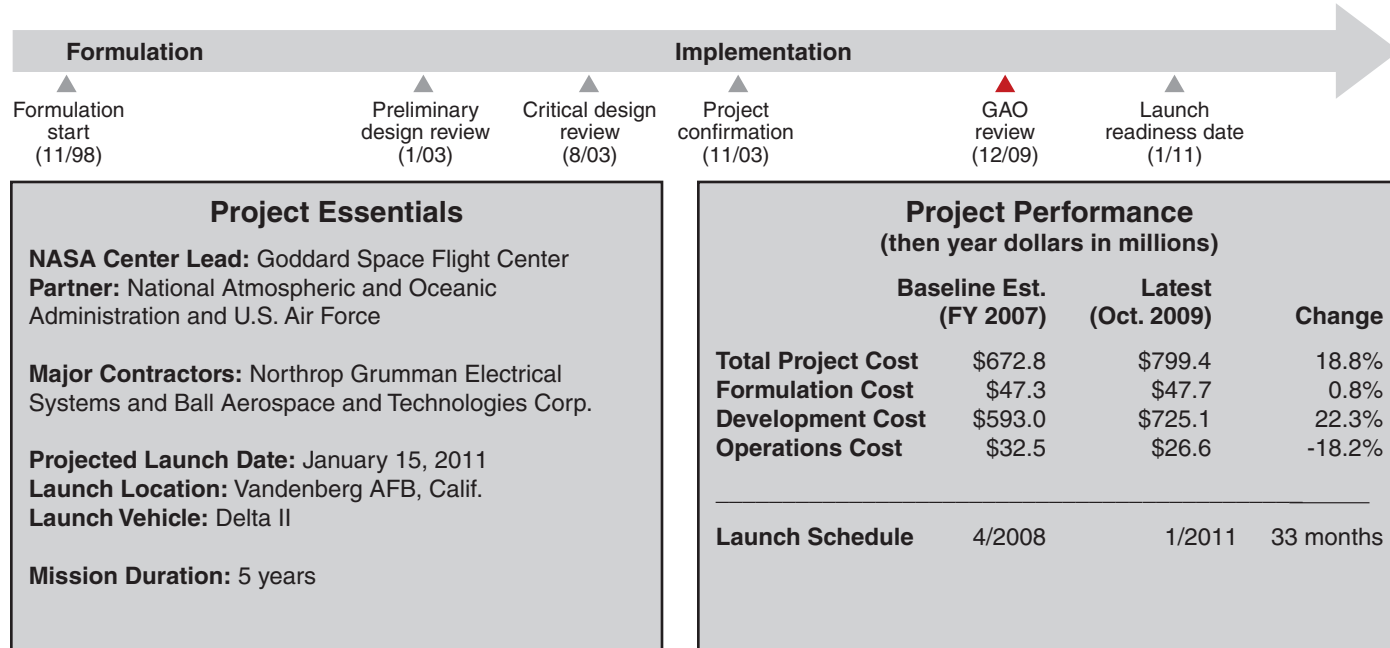 Formulation
Implementation
Formulation
start
(11/98)
Preliminary
design review
(1/03)
Critical design
review
(8/03)
Project
confirmation
(11/03)
GAO
review
(12/09)
Launch
readiness date
(1/11)
Project Essentials
NASA Center Lead: Goddard Space Flight Center
Partner: National Atmospheric and Oceanic
Administration and U.S. Air Force
Major Contractors: Northrop Grumman Electrical
Systems and Ball Aerospace and Technologies Corp.
Projected Launch Date: January 15, 2011
Launch Location: Vandenberg AFB, Calif.
Launch Vehicle: Delta II
Mission Duration: 5 years
Project Performance
(then year dollars in millions)
Baseline Est. Latest
(FY 2007) (Oct. 2009) Change
Total Project Cost $672.8 $799.4 18.8%
Formulation Cost $47.3 $47.7 0.8%
Development Cost $593.0 $725.1 22.3%
Operations Cost $32.5 $26.6 -18.2%
Launch Schedule 4/2008 1/2011 33 months